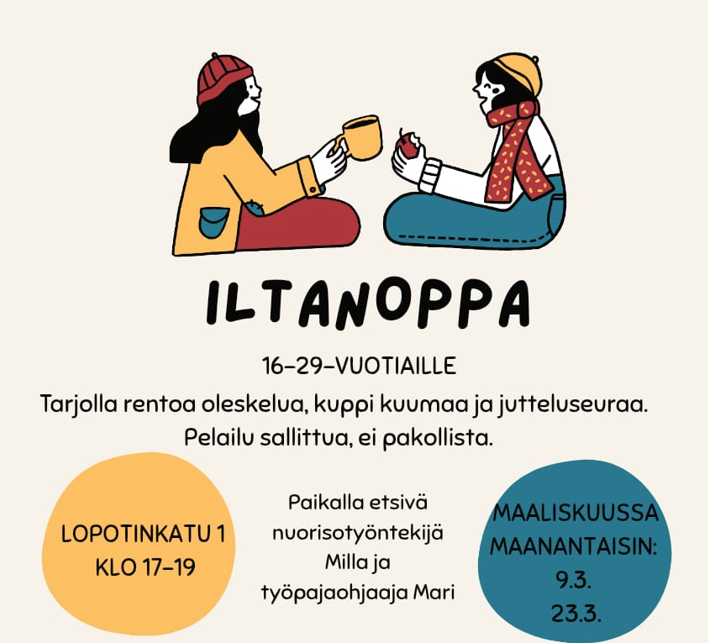 ILTANOPPA
16-29-VUOTIAILLE
Tarjolla rentoa oleskelua, kuppi kuumaa ja jutteluseuraa.
Pelailu sallittua, ei pakollista.
LOPOTINKATU 1
KLO 17-19
Paikalla etsivä
nuorisotyöntekijä
Milla ja
työpajaohjaaja Mari
MAALISKUUSSA
MAANANTAISIN:
9.3.
23.3.